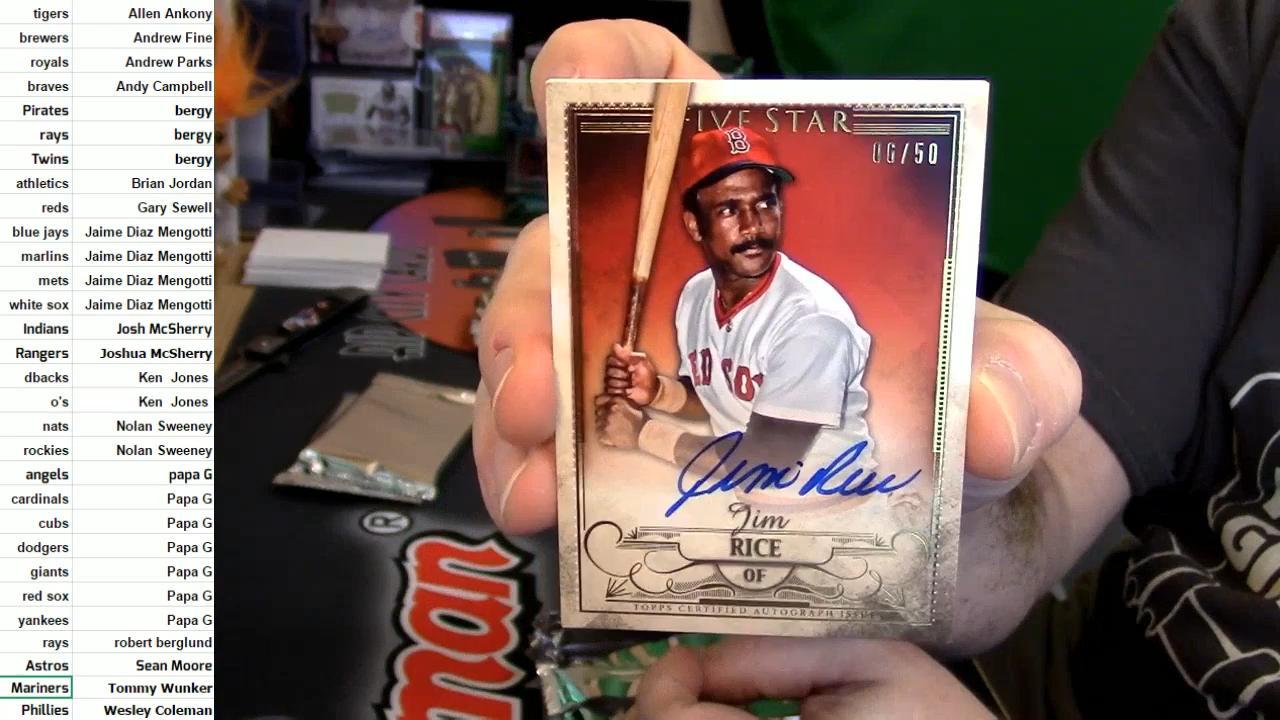 tigers Allen Ankony
brewers Andrew Fine
royals Andrew Parks
braves Andy Campbell
Pirates bergy
rays bergy
Twins bergy
athletics Brian Jordan
reds Gary Sewell
blue jays Jaime Diaz Mengotti
marlins Jaime Diaz Mengotti
mets Jaime Diaz Mengotti
white sox Jaime Diaz Mengotti
Indians Josh McSherry
Rangers Joshua McSherry
dbacks Ken Jones
o's Ken Jones
nats Nolan Sweeney
rockies Nolan Sweeney
angels papa G
cardinals Papa G
cubs Papa G
dodgers Papa G
giants Papa G
red sox Papa G
yankees Papa G
rays robert berglund
Astros Sean Moore
Mariners Tommy Wunker
Phillies Wesley Coleman
FIVE STAR
06/50
B
RED SOX
Jim Rice
Jim
RICE
OF
TOPPS CERTIFIED AUTOGRAPH ISSUE
®
man